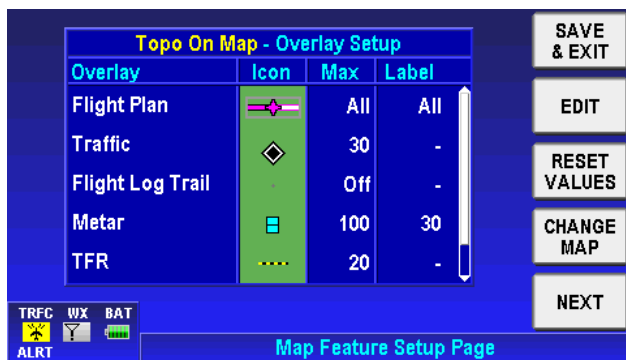 Topo On Map - Overlay Setup
Overlay Icon Max Label
Flight Plan All All
Traffic 30 -
Flight Log Trail Off -
Metar 100 30
TFR 20 -
SAVE
& EXIT
EDIT
RESET
VALUES
CHANGE
MAP
NEXT
TRFC WX BAT
ALRT
Map Feature Setup Page